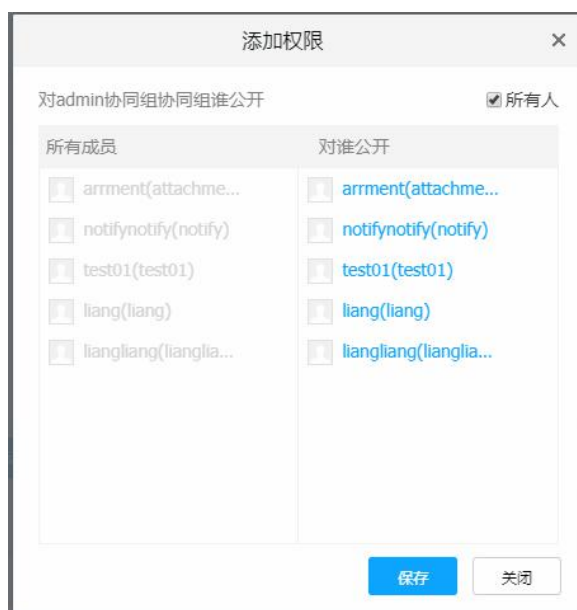 添加权限 ×
对admin协同组协同组谁公开 所有人
所有成员 对谁公开
arrment(attachme... arrment(attachme...
notifynotify(notify) notifynotify(notify)
test01(test01) test01(test01)
liang(liang) liang(liang)
liangliang(lianglia... liangliang(lianglia...
保存 关闭